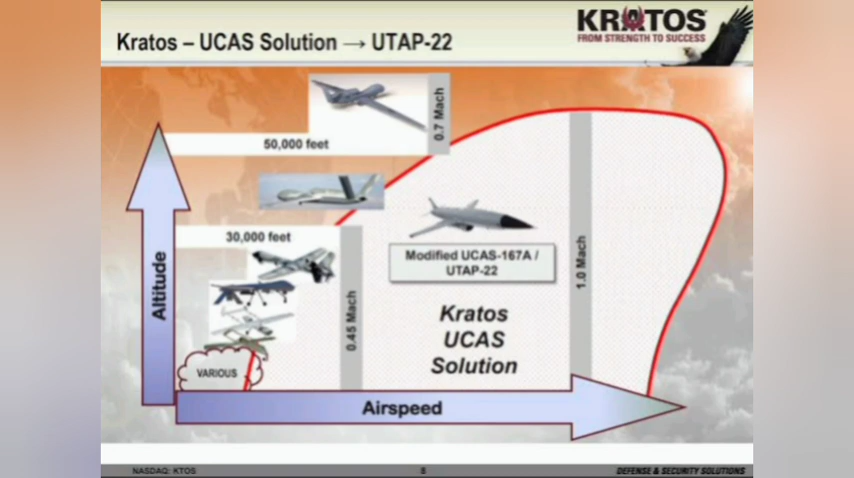 Kratos – UCAS Solution → UTAP-22
KRATOS
FROM STRENGTH TO SUCCESS
0.7 Mach
50,000 feet
30,000 feet
Altitude
0.45 Mach
Modified UCAS-167A /
UTAP-22
1.0 Mach
Kratos
UCAS
Solution
VARIOUS
Airspeed
NASDAQ: KTOS
8
DEFENSE & SECURITY SOLUTIONS